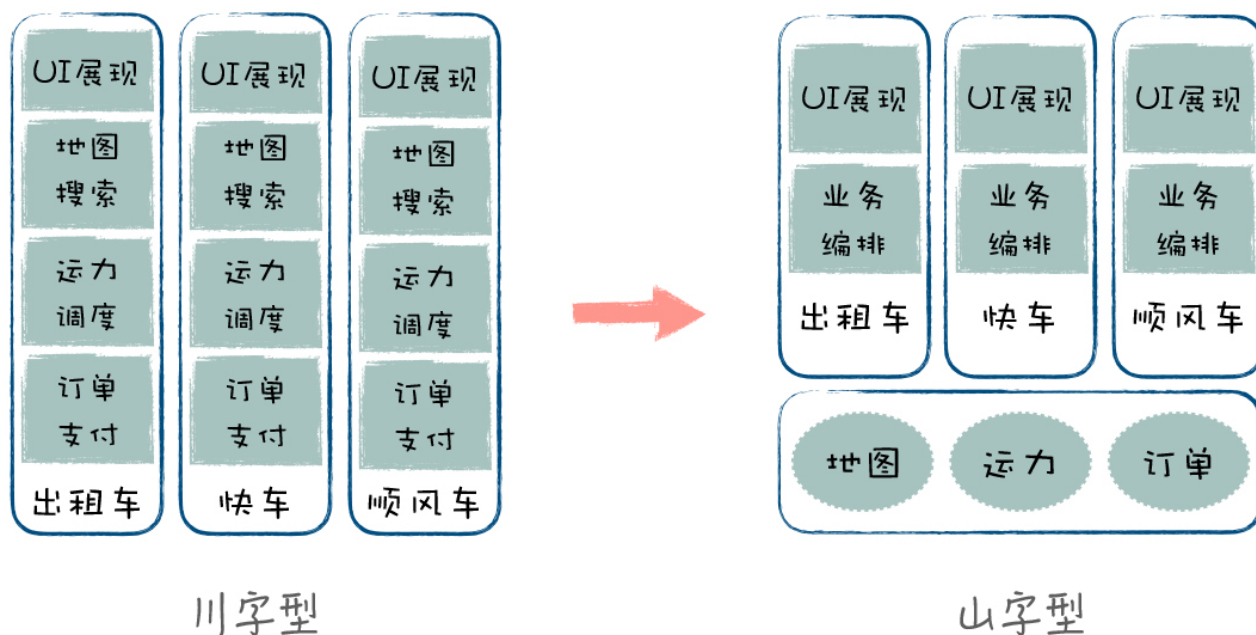 UI展现
地图
搜索
运力
调度
订单
支付
出租车
UI展现
地图
搜索
运力
调度
订单
支付
快车
UI展现
地图
搜索
运力
调度
订单
支付
顺风车
川字型
UI展现
业务
编排
出租车
UI展现
业务
编排
快车
UI展现
业务
编排
顺风车
地图
运力
订单
山字型